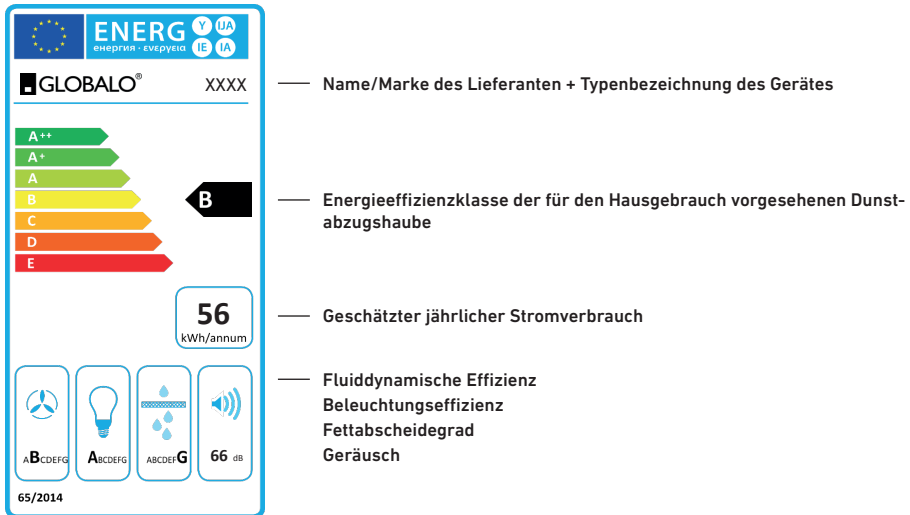 ENERG Y IJA
енергия · ενεργεια IE IA
GLOBALO® XXXX
Name/Marke des Lieferanten + Typenbezeichnung des Gerätes
A++
A+
A
B
C
D
E
B
Energieeffizienzklasse der für den Hausgebrauch vorgesehenen Dunst-
abzugshaube
56
kWh/annum
Geschätzter jährlicher Stromverbrauch
Fluiddynamische Effizienz
Beleuchtungseffizienz
Fettabscheidegrad
Geräusch
ABCDEFG ABCDEFG ABCDEFG 66 dB
65/2014